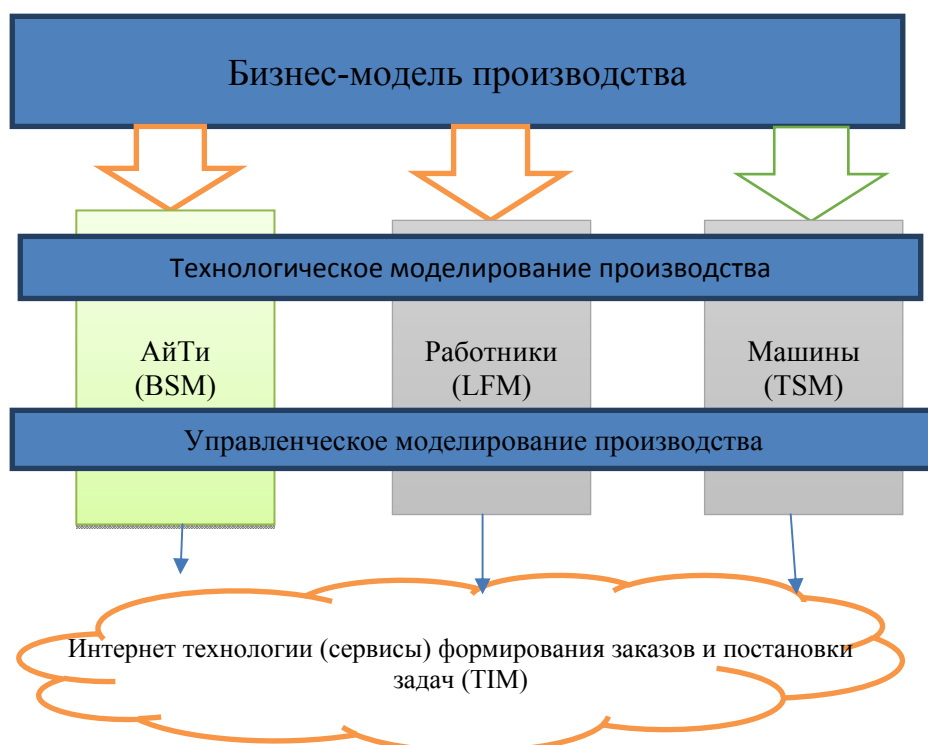 Бизнес-модель производства
Технологическое моделирование производства
АйТи
(BSM)
Работники
(LFM)
Машины
(TSM)
Управленческое моделирование производства
Интернет технологии (сервисы) формирования заказов и постановки
задач (TIM)